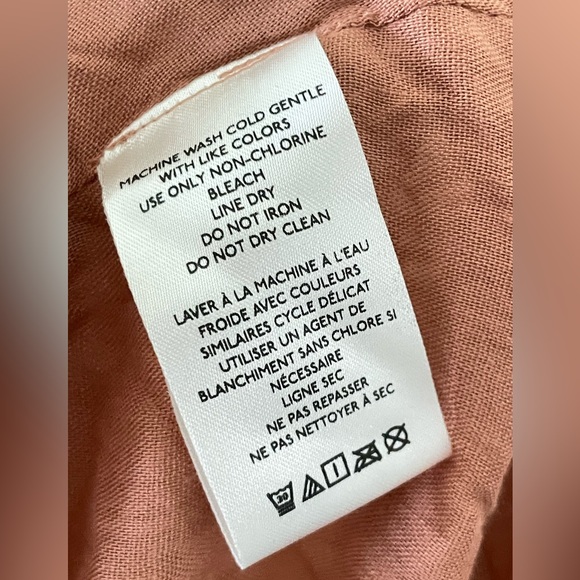 MACHINE WASH COLD GENTLE
WITH LIKE COLORS
USE ONLY NON-CHLORINE
BLEACH
LINE DRY
DO NOT IRON
DO NOT DRY CLEAN
LAVER À LA MACHINE À L'EAU
FROIDE AVEC COULEURS
SIMILAIRES CYCLE DÉLICAT
UTILISER UN AGENT DE
BLANCHIMENT SANS CHLORE SI
NÉCESSAIRE
LIGNE SEC
NE PAS REPASSER
NE PAS NETTOYER À SEC
30